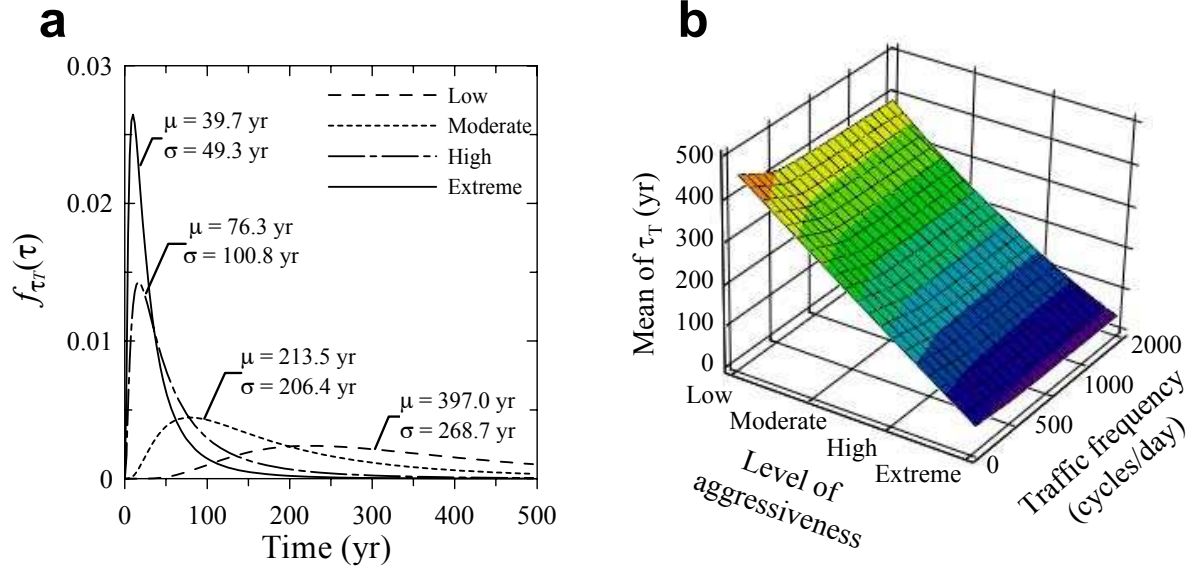 a
0.03
0.02
0.01
0
f_τT(τ)
Low
Moderate
High
Extreme
μ = 39.7 yr
σ = 49.3 yr
μ = 76.3 yr
σ = 100.8 yr
μ = 213.5 yr
σ = 206.4 yr
μ = 397.0 yr
σ = 268.7 yr
0 100 200 300 400 500
Time (yr)
b
Mean of τ_T (yr)
500
400
300
200
100
0
Low
Moderate
High
Extreme
Level of
aggressiveness
0
500
1000
2000
Traffic frequency
(cycles/day)